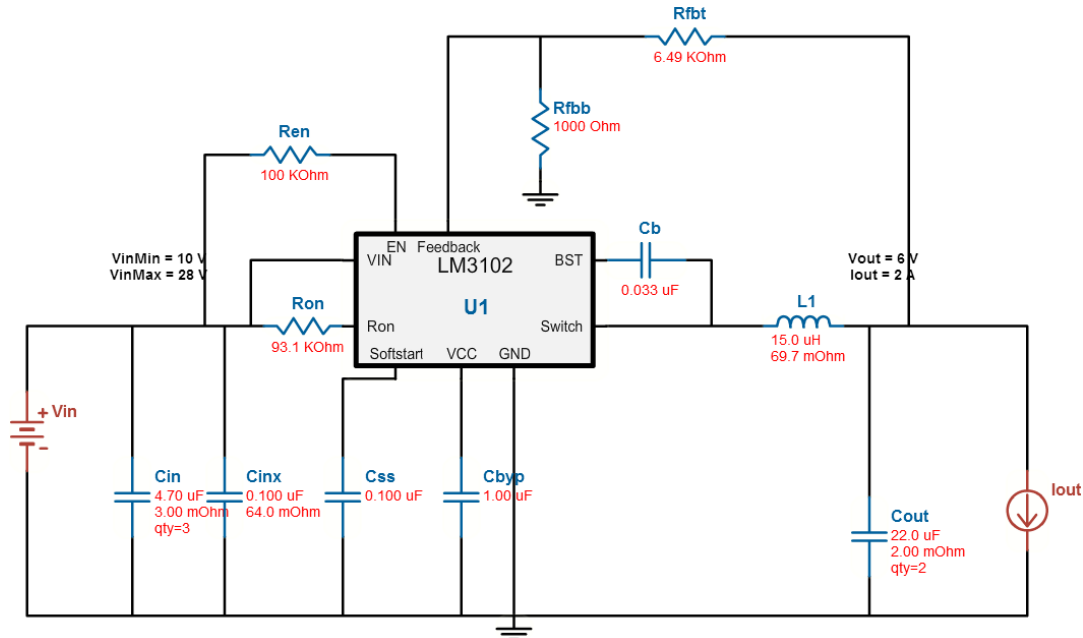 Rfbt
6.49 KOhm
Rfbb
1000 Ohm
Ren
100 KOhm
VinMin = 10 V
VinMax = 28 V
EN Feedback
VIN
LM3102
BST
U1
Ron
Switch
Softstart
VCC
GND
Cb
0.033 uF
Vout = 6 V
Iout = 2 A
Ron
93.1 KOhm
L1
15.0 uH
69.7 mOhm
+ Vin
-
Cin
4.70 uF
3.00 mOhm
qty=3
Cinx
0.100 uF
64.0 mOhm
Css
0.100 uF
Cbyp
1.00 uF
Cout
22.0 uF
2.00 mOhm
qty=2
Iout